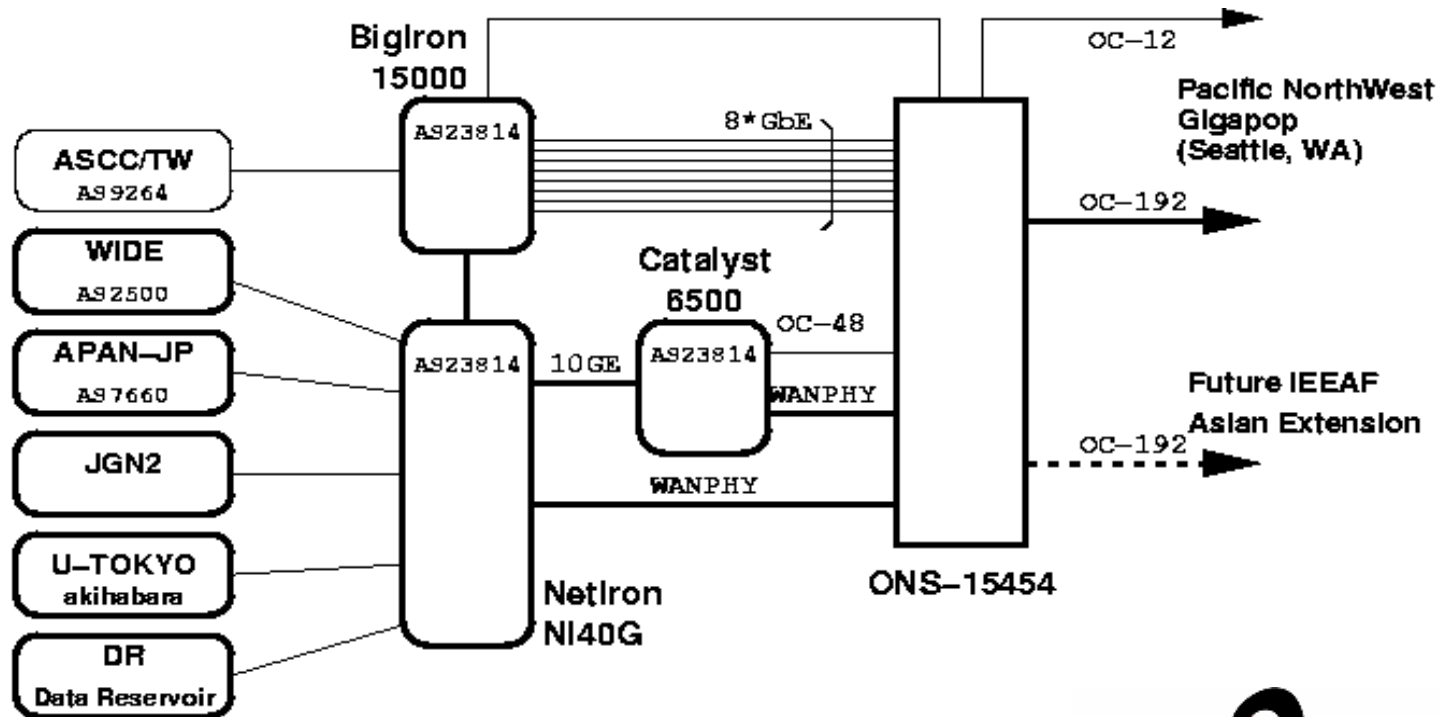 BigIron
15000
AS23814
8*GbE
OC-12
Pacific NorthWest
Gigapop
(Seattle, WA)
OC-192
ASCC/TW
AS9264
WIDE
AS2500
APAN-JP
AS7660
JGN2
U-TOKYO
akihabara
DR
Data Reservoir
AS23814
NetIron
NI40G
10GE
Catalyst
6500
AS23814
OC-48
WANPHY
WANPHY
ONS-15454
Future IEEAF
Asian Extension
OC-192